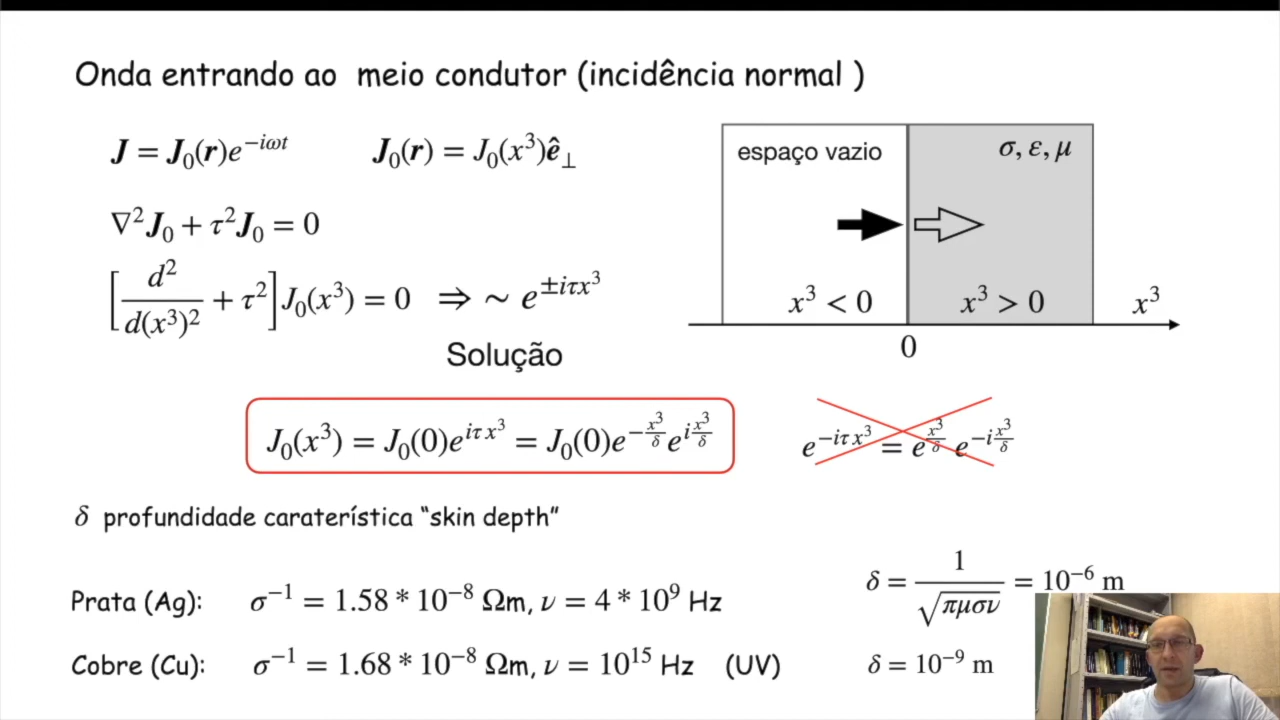 Onda entrando ao meio condutor (incidência normal )
J = J₀(r)e^{-iωt}
J₀(r) = J₀(x³)ê_⊥
∇²J₀ + τ²J₀ = 0
[d²/d(x³)² + τ²]J₀(x³) = 0 ⇒ ∼ e^{±iτx³}
Solução
espaço vazio
σ, ε, μ
x³ < 0
x³ > 0
x³
0
J₀(x³) = J₀(0)e^{iτx³} = J₀(0)e^{-x³/δ}e^{ix³/δ}
e^{-iτx³} = e^{x³/δ} e^{-ix³/δ}
δ profundidade caraterística “skin depth”
δ = 1/√(πμσν) = 10⁻⁶ m
Prata (Ag): σ⁻¹ = 1.58 * 10⁻⁸ Ωm, ν = 4 * 10⁹ Hz
Cobre (Cu): σ⁻¹ = 1.68 * 10⁻⁸ Ωm, ν = 10¹⁵ Hz (UV) δ = 10⁻⁹ m